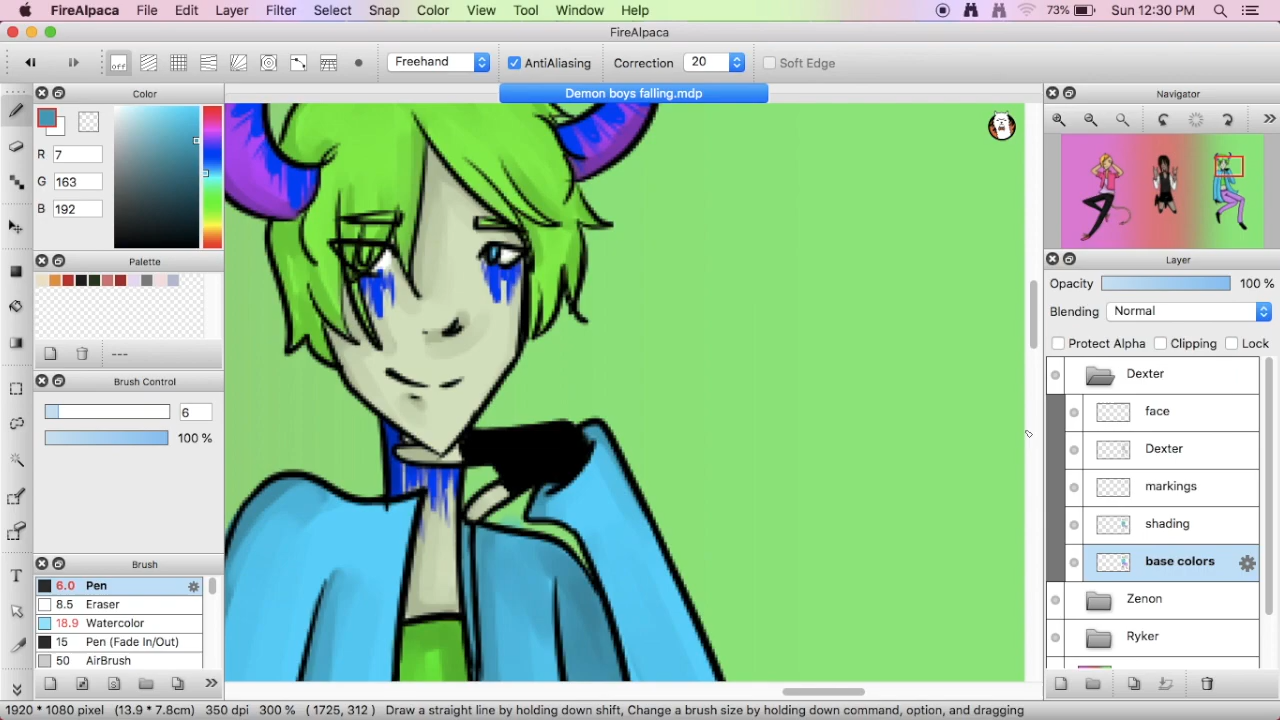 FireAlpaca File Edit Layer Filter Select Snap Color View Tool Window Help 73% Sun 12:30 PM
FireAlpaca
off Freehand AntiAliasing Correction 20 Soft Edge
Color Demon boys falling.mdp Navigator
R 7
G 163
B 192
Palette
Layer
Opacity 100 %
Blending Normal
Protect Alpha Clipping Lock
---
Brush Control
6
100 %
Dexter
face
Dexter
markings
shading
base colors
Zenon
Ryker
Brush
6.0 Pen
8.5 Eraser
18.9 Watercolor
15 Pen (Fade In/Out)
50 AirBrush
T
1920 * 1080 pixel (13.9 * 7.8cm) 350 dpi 300 % ( 1725, 312 ) Draw a straight line by holding down shift, Change a brush size by holding down command, option, and dragging